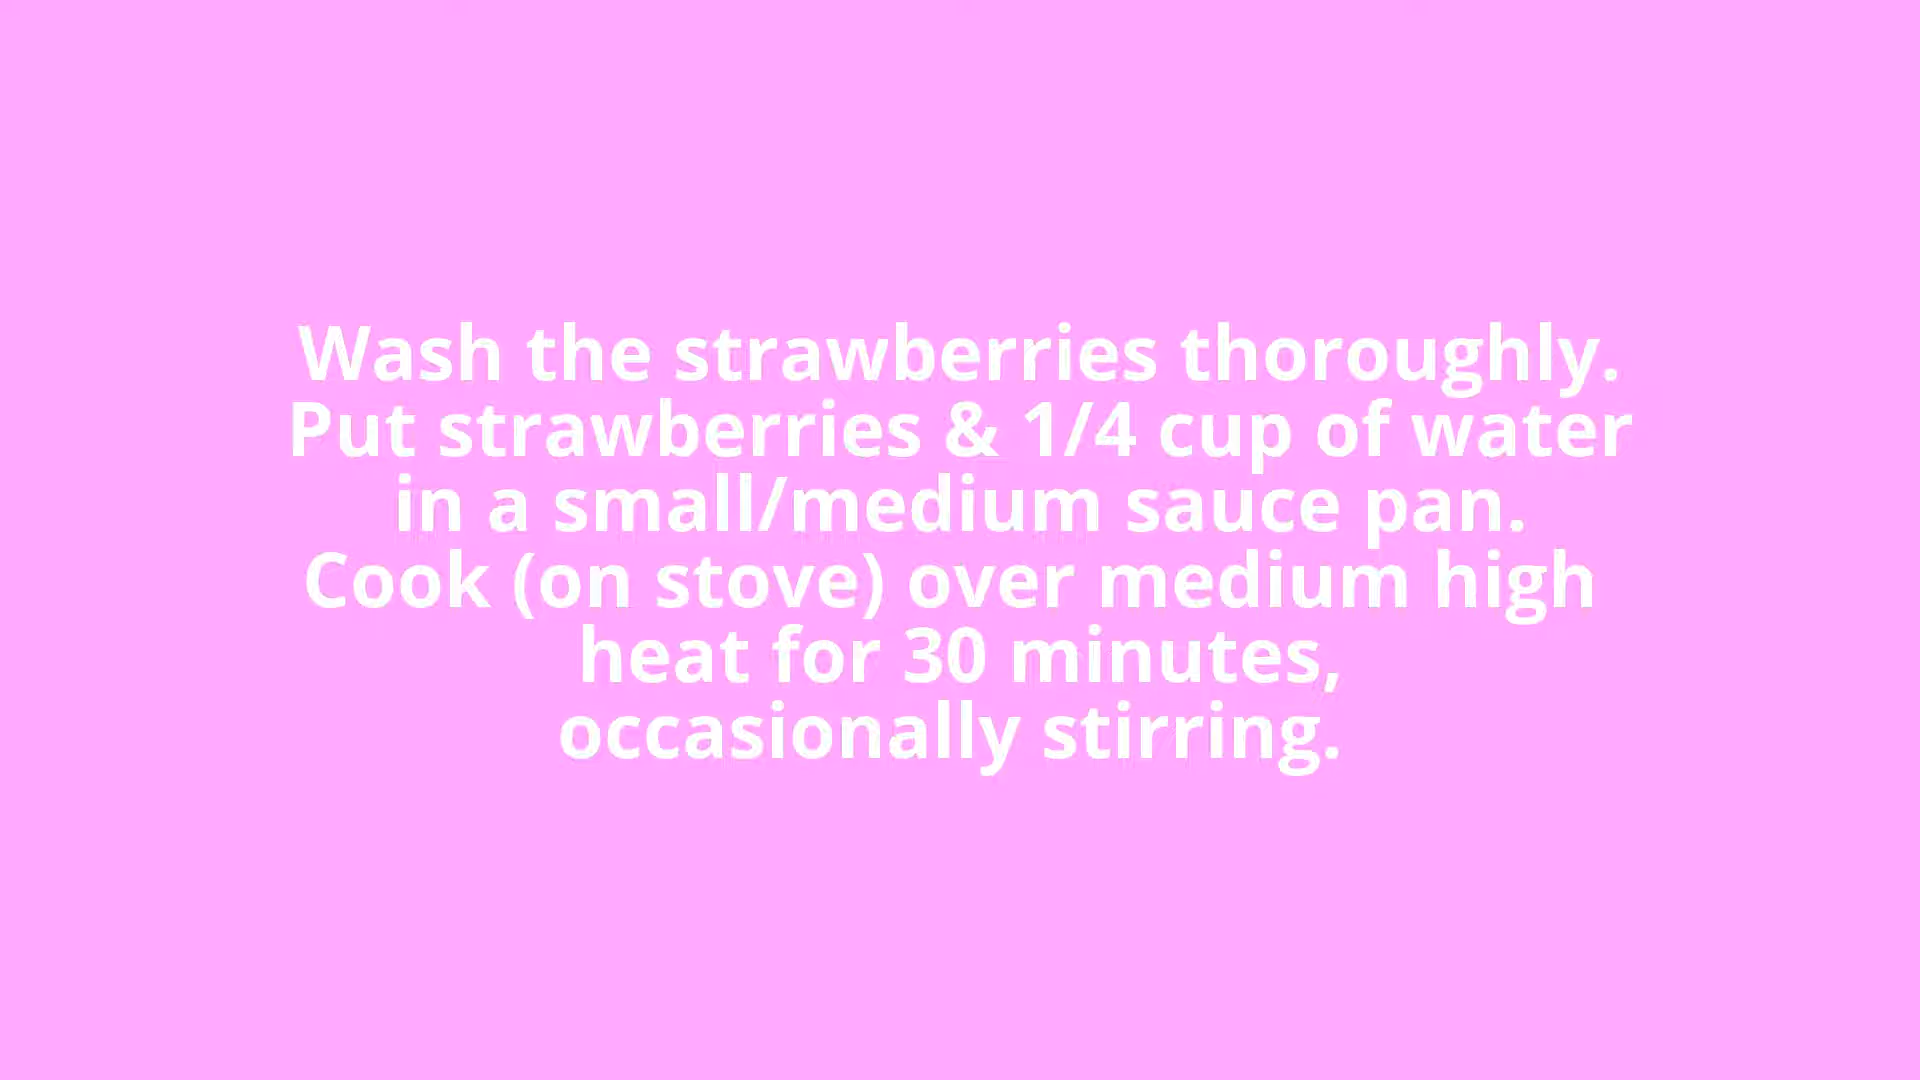 Wash the strawberries thoroughly.
Put strawberries & 1/4 cup of water
in a small/medium sauce pan.
Cook (on stove) over medium high
heat for 30 minutes,
occasionally stirring.